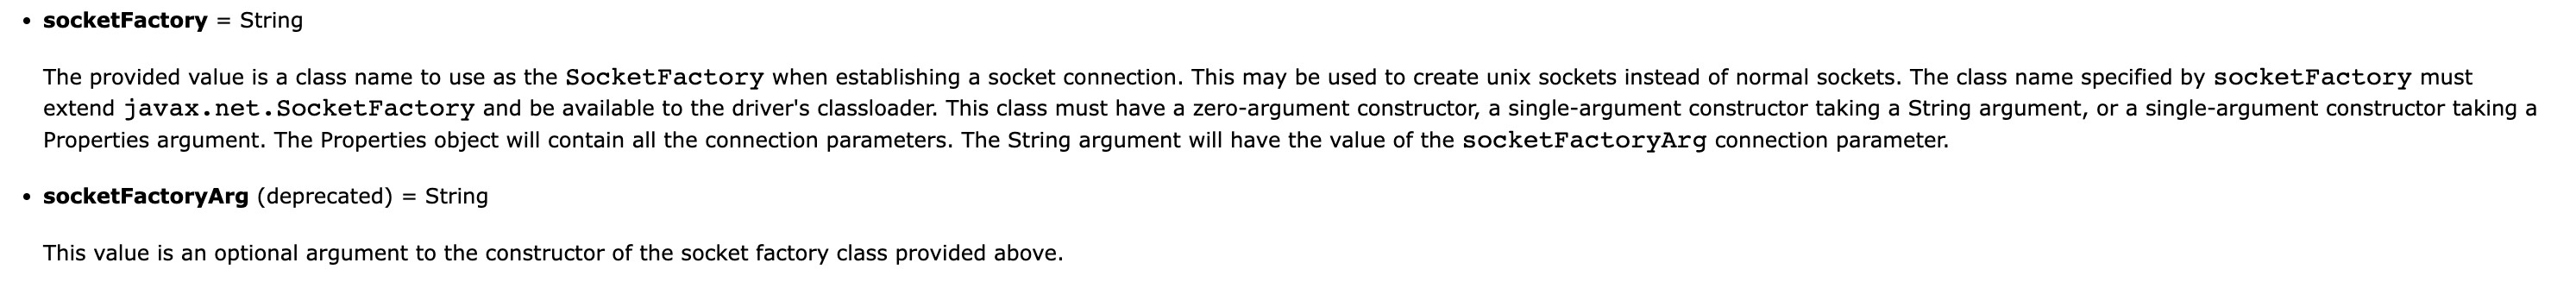 • socketFactory = String
The provided value is a class name to use as the SocketFactory when establishing a socket connection. This may be used to create unix sockets instead of normal sockets. The class name specified by socketFactory must
extend javax.net.SocketFactory and be available to the driver's classloader. This class must have a zero-argument constructor, a single-argument constructor taking a String argument, or a single-argument constructor taking a
Properties argument. The Properties object will contain all the connection parameters. The String argument will have the value of the socketFactoryArg connection parameter.
• socketFactoryArg (deprecated) = String
This value is an optional argument to the constructor of the socket factory class provided above.